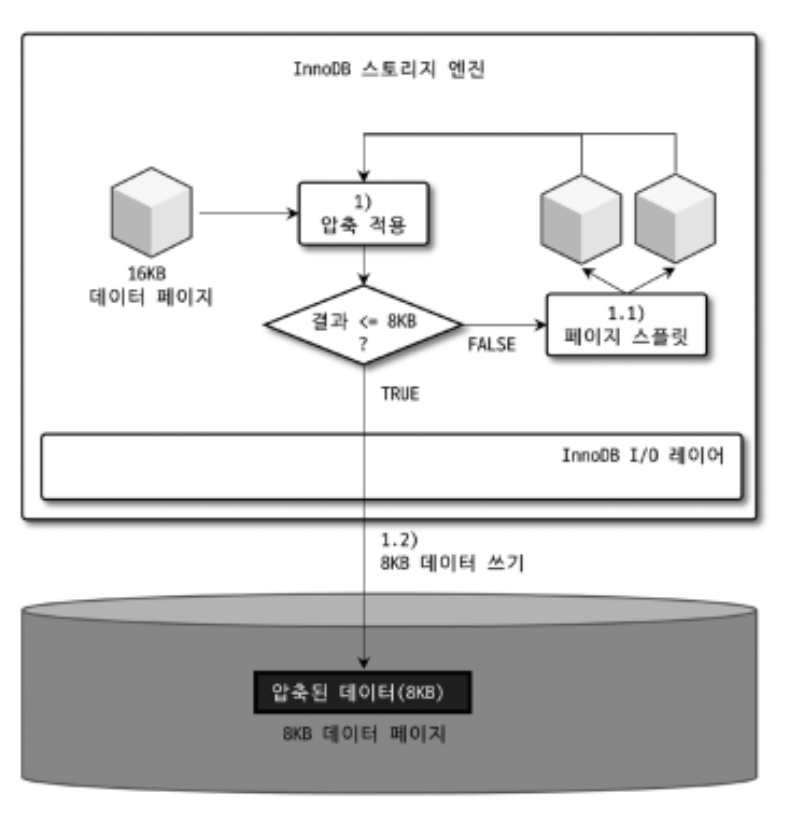 InnoDB 스토리지 엔진
1)
압축 적용
16KB
데이터 페이지
결과 <= 8KB
?
FALSE
1.1)
페이지 스플릿
TRUE
InnoDB I/O 레이어
1.2)
8KB 데이터 쓰기
압축된 데이터(8KB)
8KB 데이터 페이지